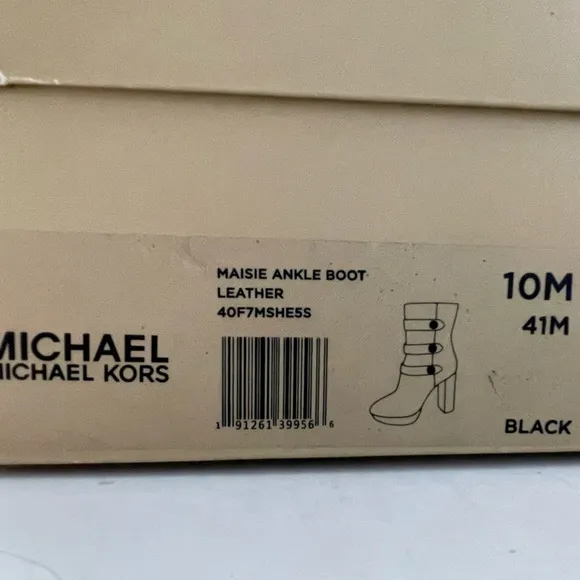 MAISIE ANKLE BOOT
LEATHER
40F7MSHE5S
10M
41M
MICHAEL
MICHAEL KORS
1 91261 39956 6
BLACK